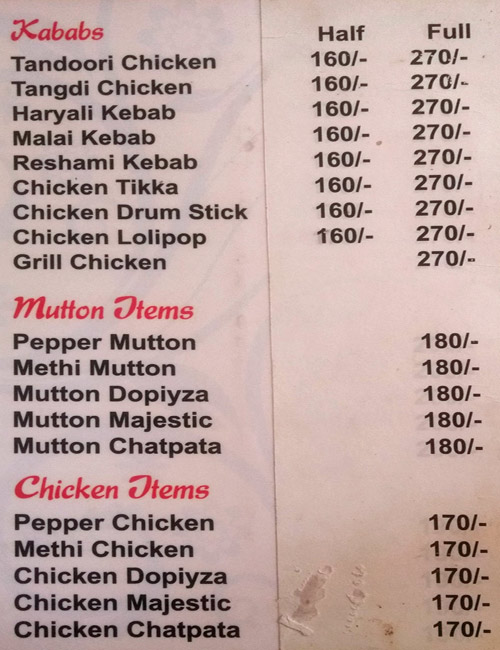 Kababs Half Full
Tandoori Chicken 160/- 270/-
Tangdi Chicken 160/- 270/-
Haryali Kebab 160/- 270/-
Malai Kebab 160/- 270/-
Reshami Kebab 160/- 270/-
Chicken Tikka 160/- 270/-
Chicken Drum Stick 160/- 270/-
Chicken Lolipop 160/- 270/-
Grill Chicken 270/-
Mutton Items
Pepper Mutton 180/-
Methi Mutton 180/-
Mutton Dopiyza 180/-
Mutton Majestic 180/-
Mutton Chatpata 180/-
Chicken Items
Pepper Chicken 170/-
Methi Chicken 170/-
Chicken Dopiyza 170/-
Chicken Majestic 170/-
Chicken Chatpata 170/-